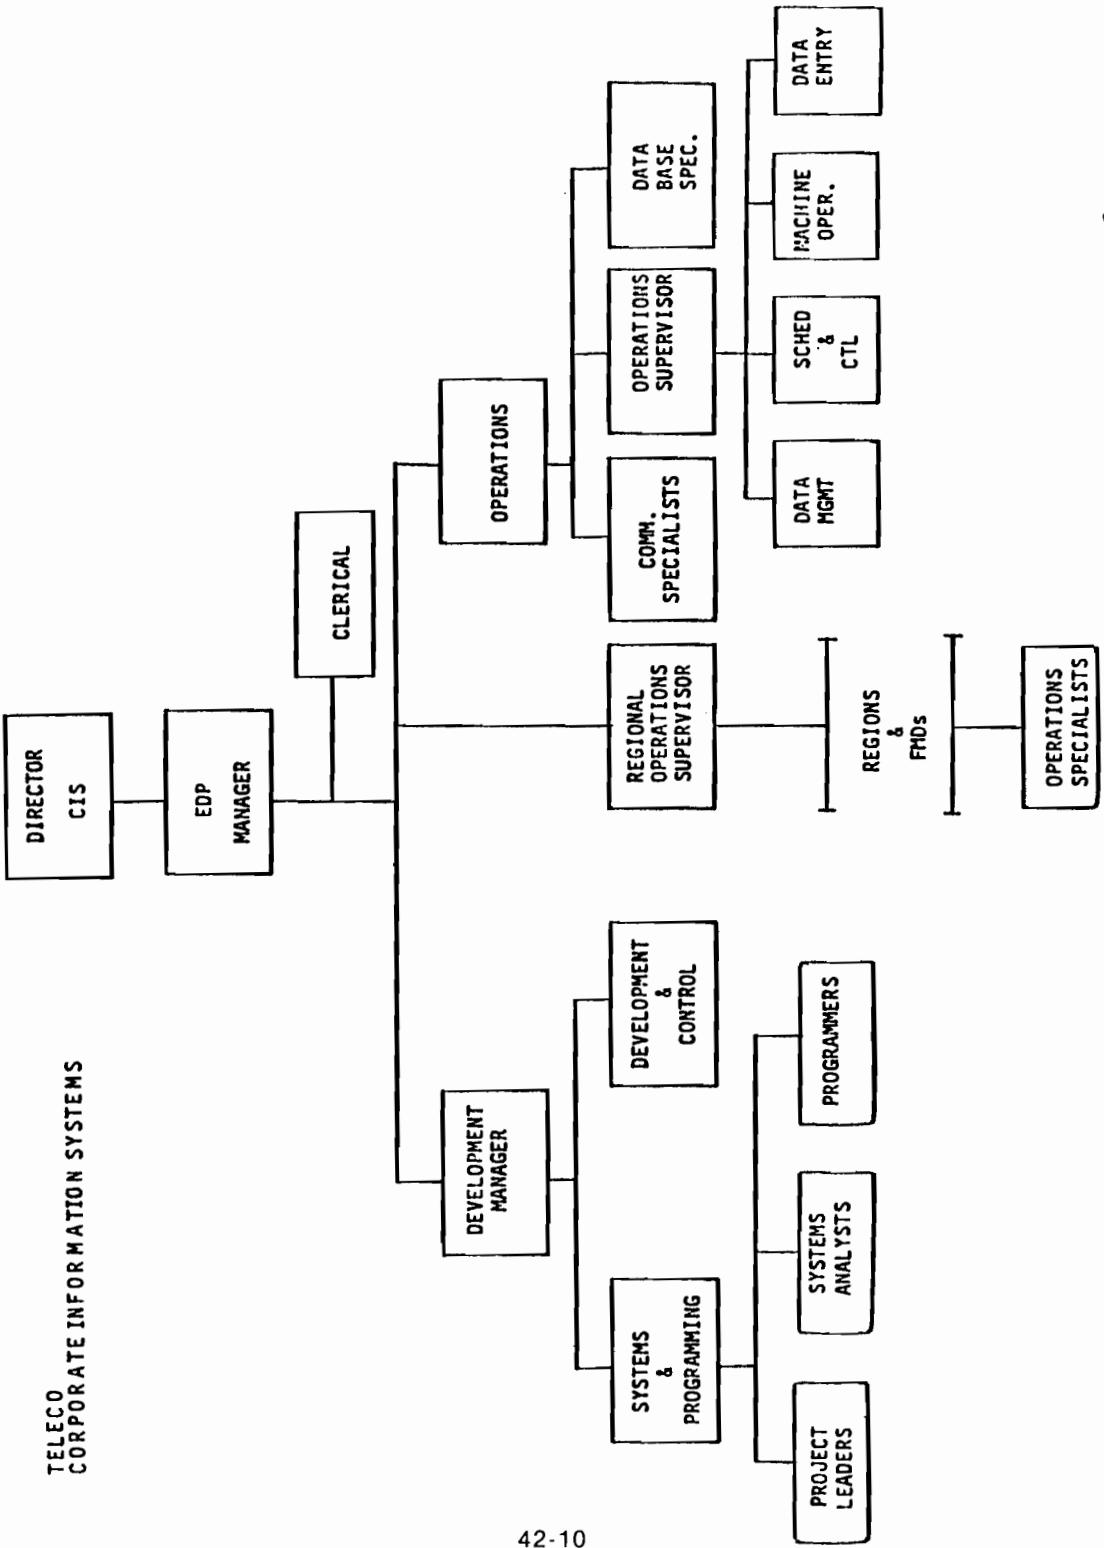 TELECO
CORPORATE INFORMATION SYSTEMS
DIRECTOR
CIS
EDP
MANAGER
CLERICAL
DEVELOPMENT
MANAGER
OPERATIONS
SYSTEMS
&
PROGRAMMING
DEVELOPMENT
&
CONTROL
REGIONAL
OPERATIONS
SUPERVISOR
COMM.
SPECIALISTS
OPERATIONS
SUPERVISOR
DATA
BASE
SPEC.
PROJECT
LEADERS
SYSTEMS
ANALYSTS
PROGRAMMERS
REGIONS
&
FMDs
DATA
MGMT
SCHED
&
CTL
MACHINE
OPER.
DATA
ENTRY
OPERATIONS
SPECIALISTS
42-10